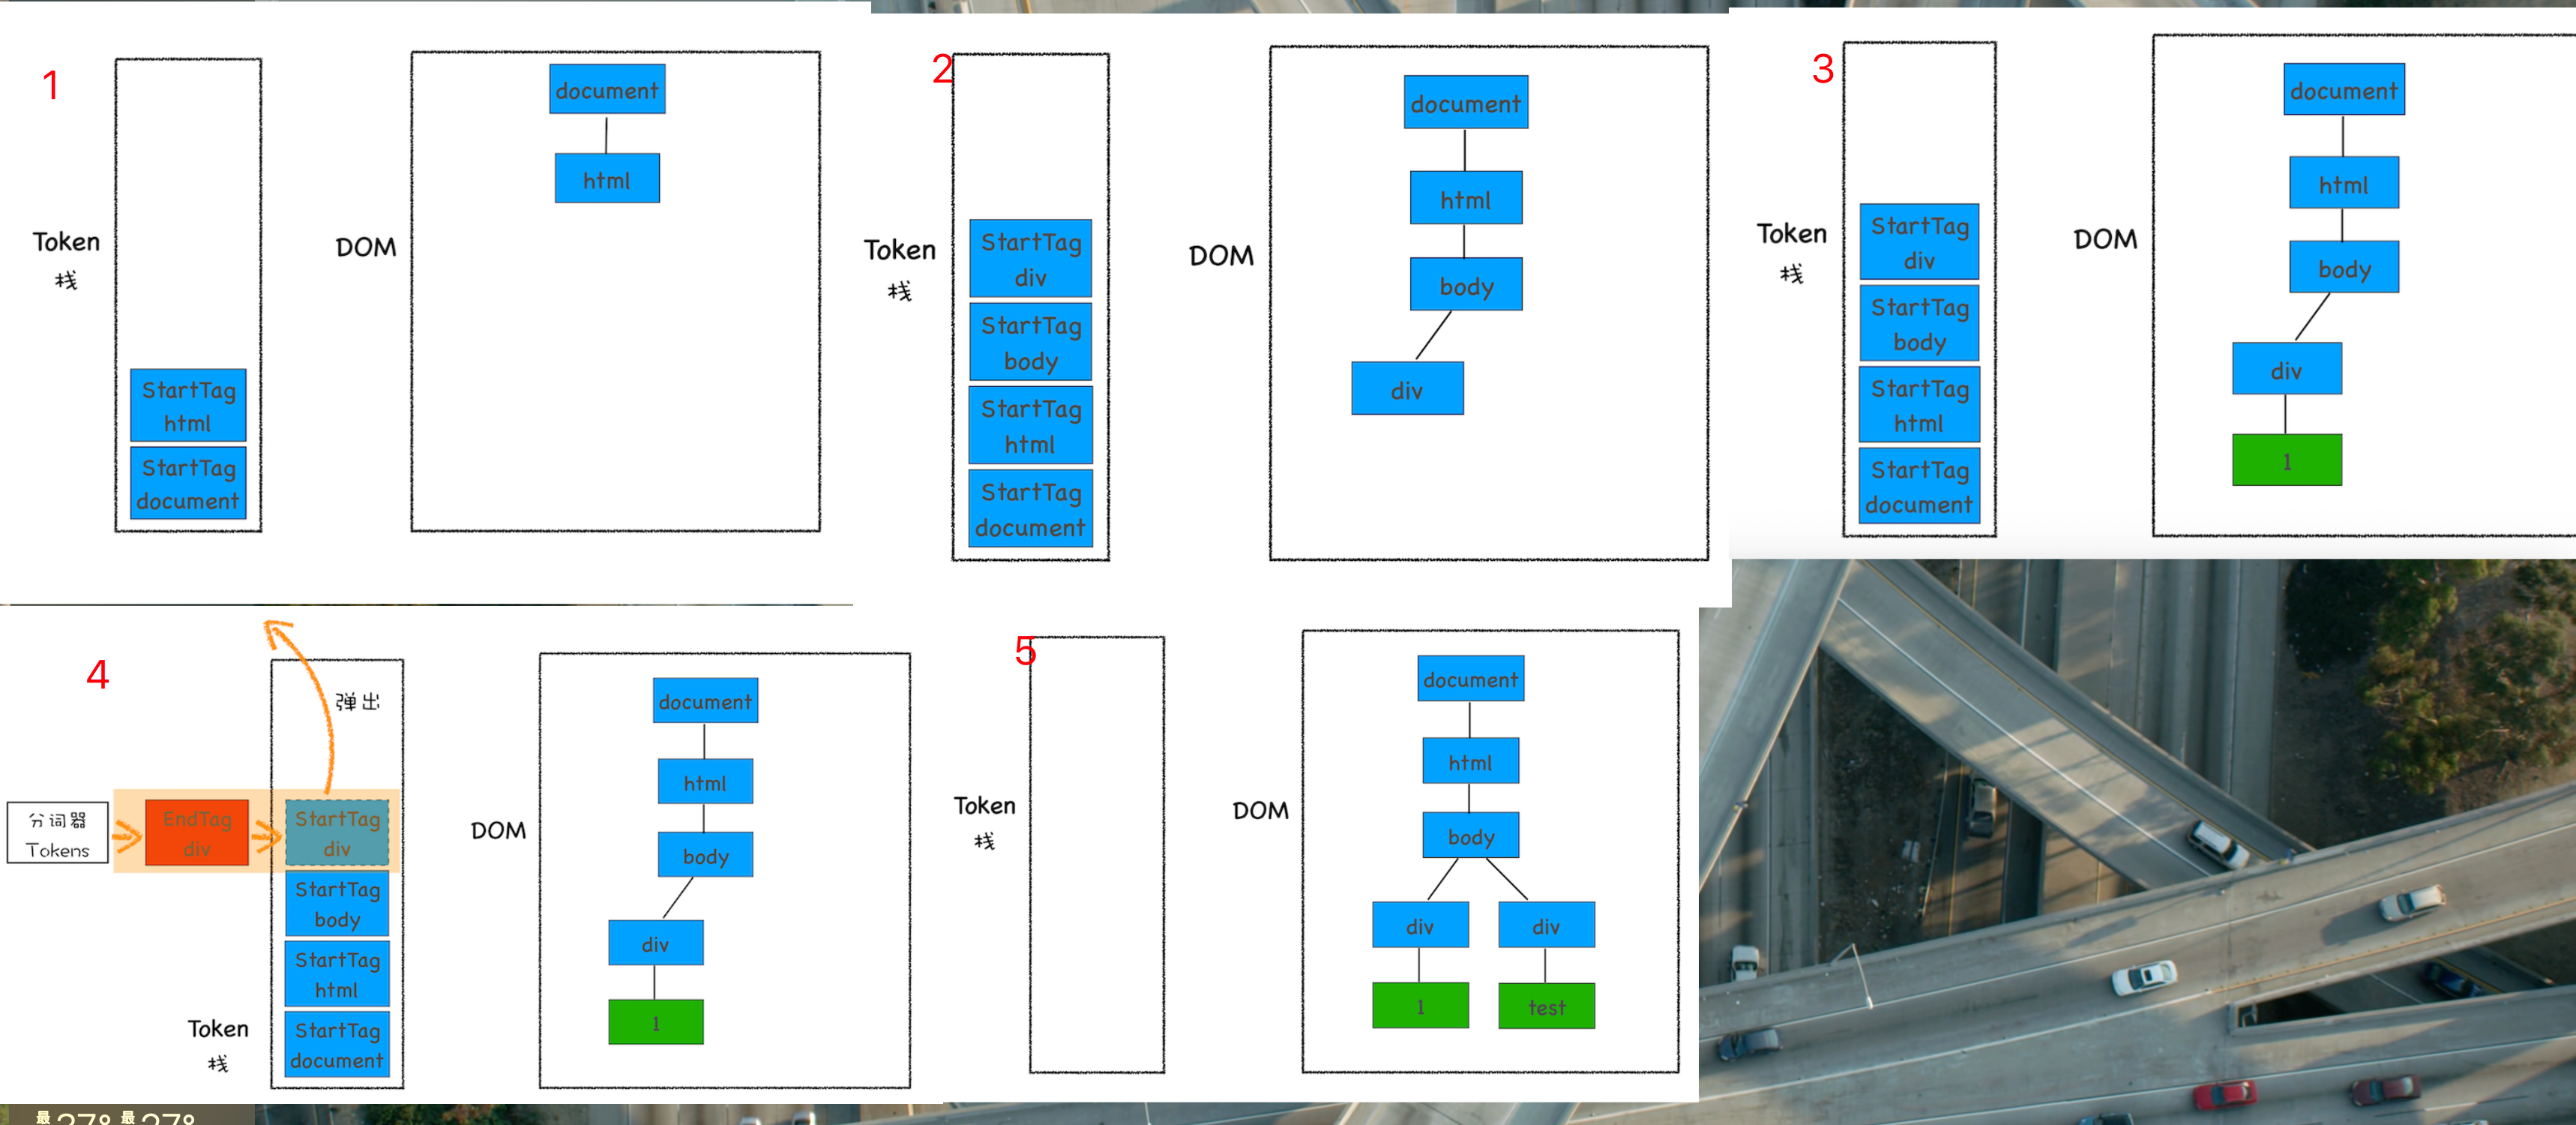 1
document
html
Token
栈
DOM
StartTag
html
StartTag
document
2
document
html
body
div
Token
栈
DOM
StartTag
div
StartTag
body
StartTag
html
StartTag
document
3
document
html
body
div
1
Token
栈
DOM
StartTag
div
StartTag
body
StartTag
html
StartTag
document
4
弹出
分词器
Tokens
EndTag
div
StartTag
div
StartTag
body
StartTag
html
StartTag
document
Token
栈
DOM
document
html
body
div
1
5
Token
栈
DOM
document
html
body
div div
1 test